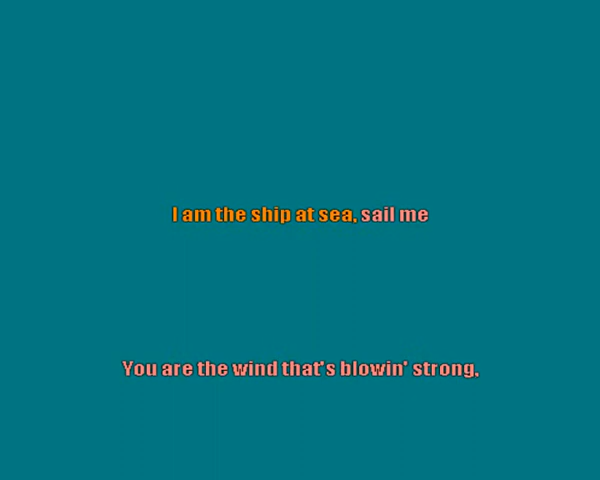 I am the ship at sea, sail me
You are the wind that's blowin' strong,